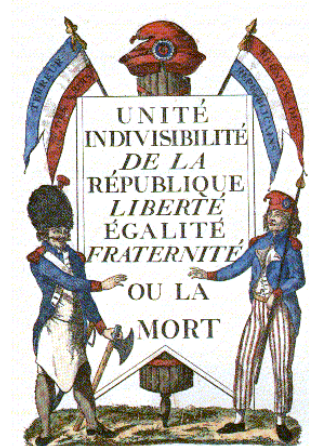 UNITÉ
INDIVISIBILITÉ
DE LA
RÉPUBLIQUE
LIBERTÉ
ÉGALITÉ
FRATERNITÉ
OU LA
MORT